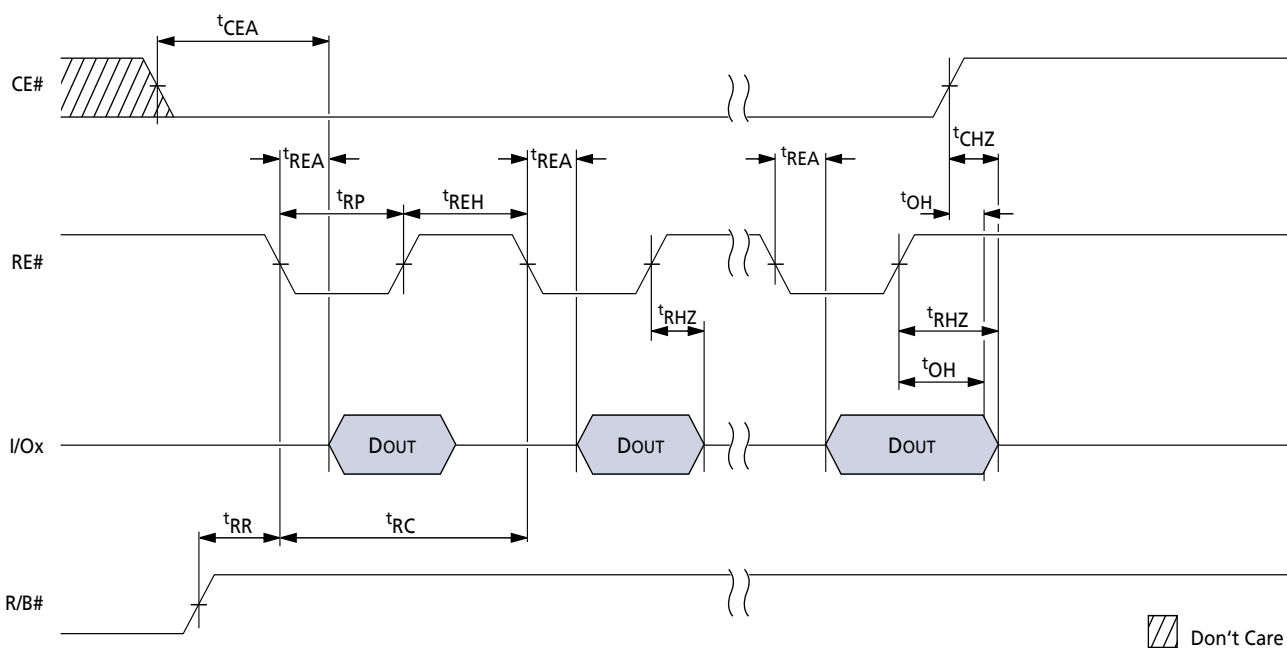 tCEA
CE#
tCHZ
tREA tREA tREA
tRP tREH tOH
RE#
tRHZ tRHZ
tOH
I/Ox DOUT DOUT DOUT
tRR tRC
R/B#
Don't Care